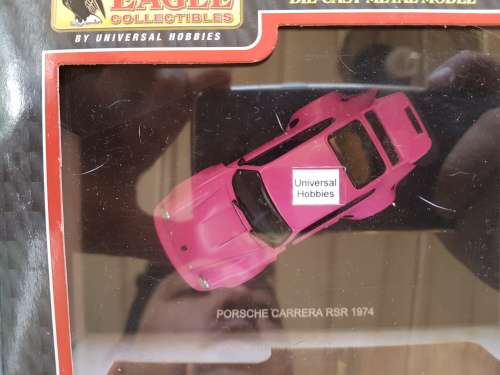 EAGLE
COLLECTIBLES
BY UNIVERSAL HOBBIES
DIE-CAST METAL MODEL
Universal
Hobbies
PORSCHE CARRERA RSR 1974